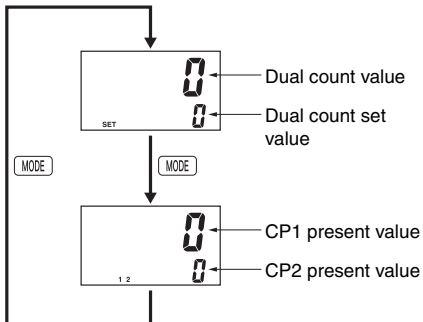 0
Dual count value
SET
0
Dual count set
value
MODE
MODE
0
CP1 present value
1 2
0
CP2 present value